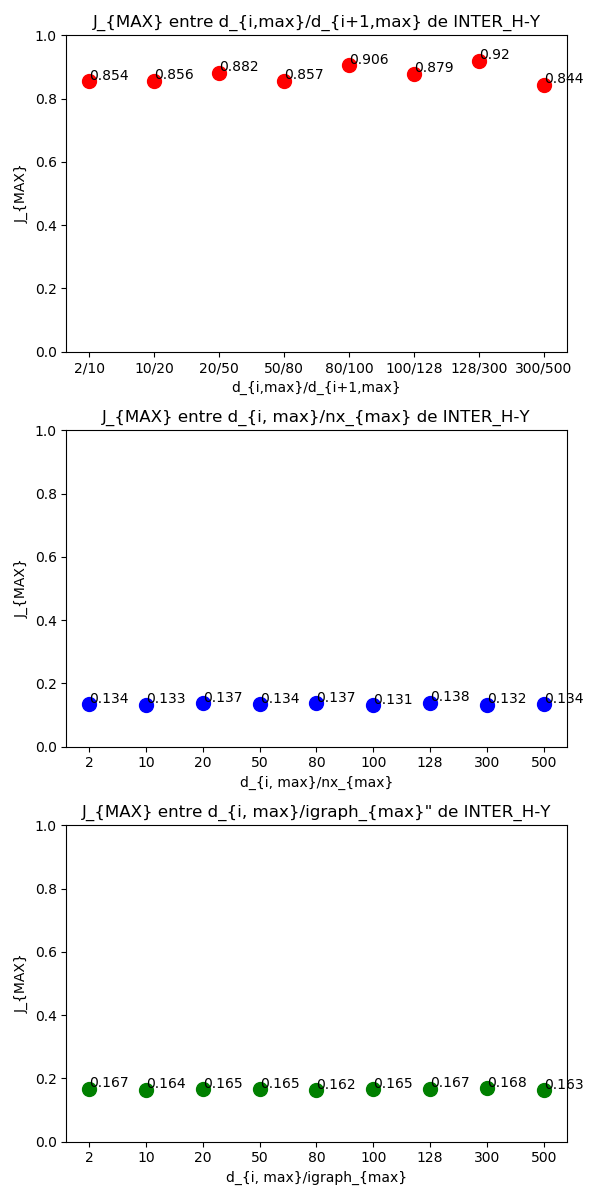 J_{MAX} entre d_{i,max}/d_{i+1,max} de INTER_H-Y
1.0
0.8
0.6
0.4
0.2
0.0
J_{MAX}
0.854 0.856 0.882 0.857 0.906 0.879 0.92 0.844
2/10 10/20 20/50 50/80 80/100 100/128 128/300 300/500
d_{i,max}/d_{i+1,max}
J_{MAX} entre d_{i, max}/nx_{max} de INTER_H-Y
1.0
0.8
0.6
0.4
0.2
0.0
J_{MAX}
0.134 0.133 0.137 0.134 0.137 0.131 0.138 0.132 0.134
2 10 20 50 80 100 128 300 500
d_{i, max}/nx_{max}
J_{MAX} entre d_{i, max}/igraph_{max}" de INTER_H-Y
1.0
0.8
0.6
0.4
0.2
0.0
J_{MAX}
0.167 0.164 0.165 0.165 0.162 0.165 0.167 0.168 0.163
2 10 20 50 80 100 128 300 500
d_{i, max}/igraph_{max}